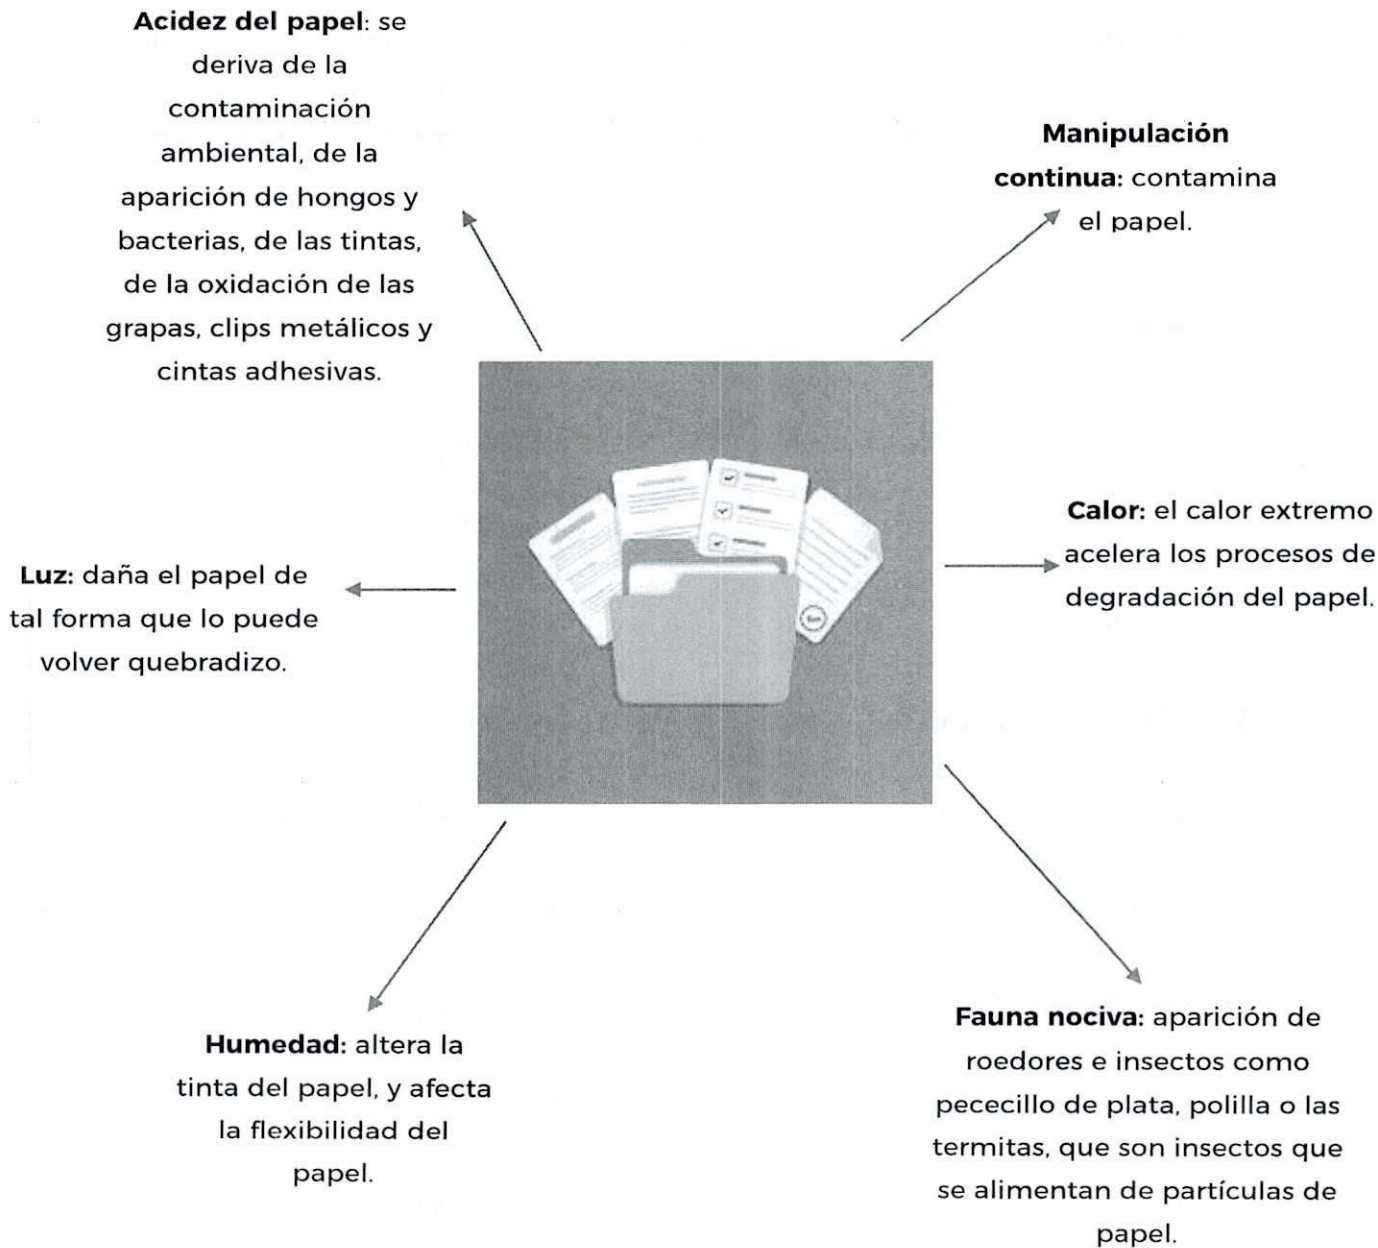 Acidez del papel: se
deriva de la
contaminación
ambiental, de la
aparición de hongos y
bacterias, de las tintas,
de la oxidación de las
grapas, clips metálicos y
cintas adhesivas.
Manipulación
continua: contamina
el papel.
Luz: daña el papel de
tal forma que lo puede
volver quebradizo.
Calor: el calor extremo
acelera los procesos de
degradación del papel.
Humedad: altera la
tinta del papel, y afecta
la flexibilidad del
papel.
Fauna nociva: aparición de
roedores e insectos como
pececillo de plata, polilla o las
termitas, que son insectos que
se alimentan de partículas de
papel.